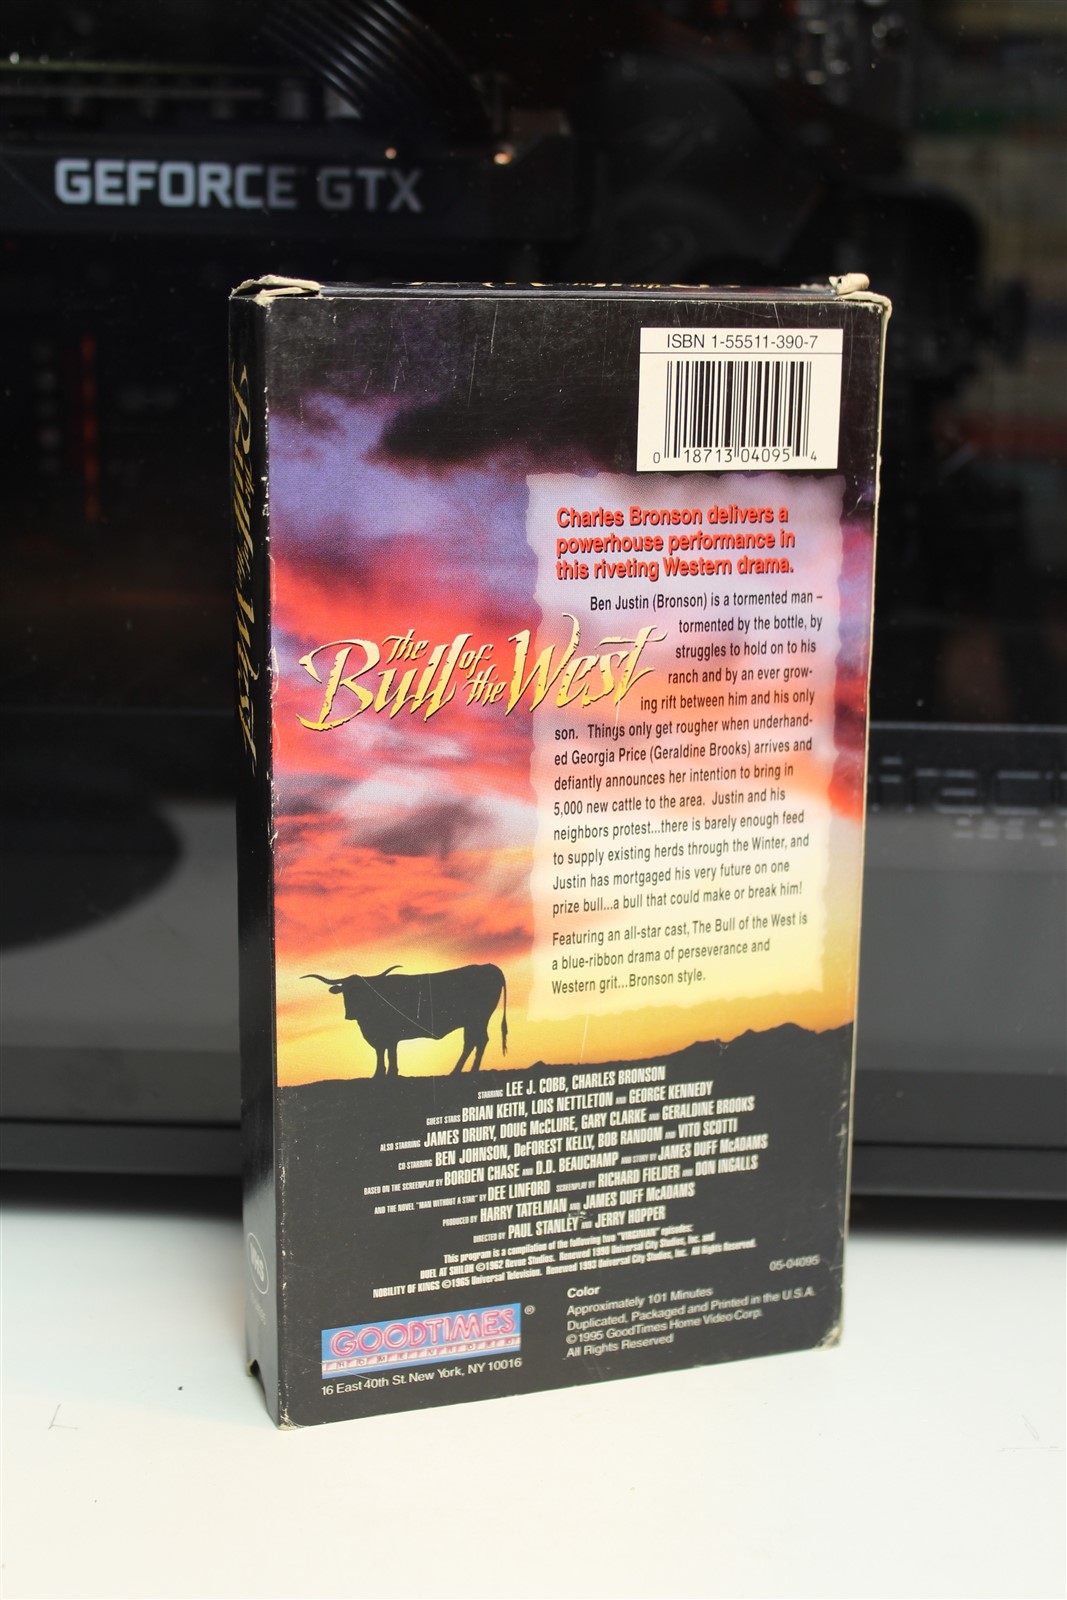 GEFORCE GTX
ISBN 1-55511-390-7
0 18713 04095 4
Charles Bronson delivers a
powerhouse performance in
this riveting Western drama.
Ben Justin (Bronson) is a tormented man –
tormented by the bottle, by
struggles to hold on to his
ranch and by an ever grow-
ing rift between him and his only
son. Things only get rougher when underhand-
ed Georgia Price (Geraldine Brooks) arrives and
defiantly announces her intention to bring in
5,000 new cattle to the area. Justin and his
neighbors protest...there is barely enough feed
to supply existing herds through the Winter, and
Justin has mortgaged his very future on one
prize bull...a bull that could make or break him!
Featuring an all-star cast, The Bull of the West is
a blue-ribbon drama of perseverance and
Western grit...Bronson style.
the Bull of the West
the Bull of the West
STARRING LEE J. COBB, CHARLES BRONSON
GUEST STARS BRIAN KEITH, LOIS NETTLETON AND GEORGE KENNEDY
ALSO STARRING JAMES DRURY, DOUG McCLURE, GARY CLARKE AND GERALDINE BROOKS
CO STARRING BEN JOHNSON, DeFOREST KELLY, BOB RANDOM AND VITO SCOTTI
BASED ON THE SCREENPLAY BY BORDEN CHASE AND D.D. BEAUCHAMP AND STORY BY JAMES DUFF McADAMS
AND THE NOVEL "MAN WITHOUT A STAR" BY DEE LINFORD SCREENPLAY BY RICHARD FIELDER AND DON INGALLS
PRODUCED BY HARRY TATELMAN AND JAMES DUFF McADAMS
DIRECTED BY PAUL STANLEY AND JERRY HOPPER
This program is a compilation of the following two "VIRGINIAN" episodes:
DUEL AT SHILOH ©1962 Revue Studios. Renewed 1990 Universal City Studios, Inc. and
NOBILITY OF KINGS ©1965 Universal Television. Renewed 1993 Universal City Studios, Inc. All Rights Reserved.
05-04095
VHS
GOODTIMES ®
ENTERTAINMENT
16 East 40th St. New York, NY 10016
Color
Approximately 101 Minutes
Duplicated, Packaged and Printed in the U.S.A.
©1995 GoodTimes Home Video Corp.
All Rights Reserved